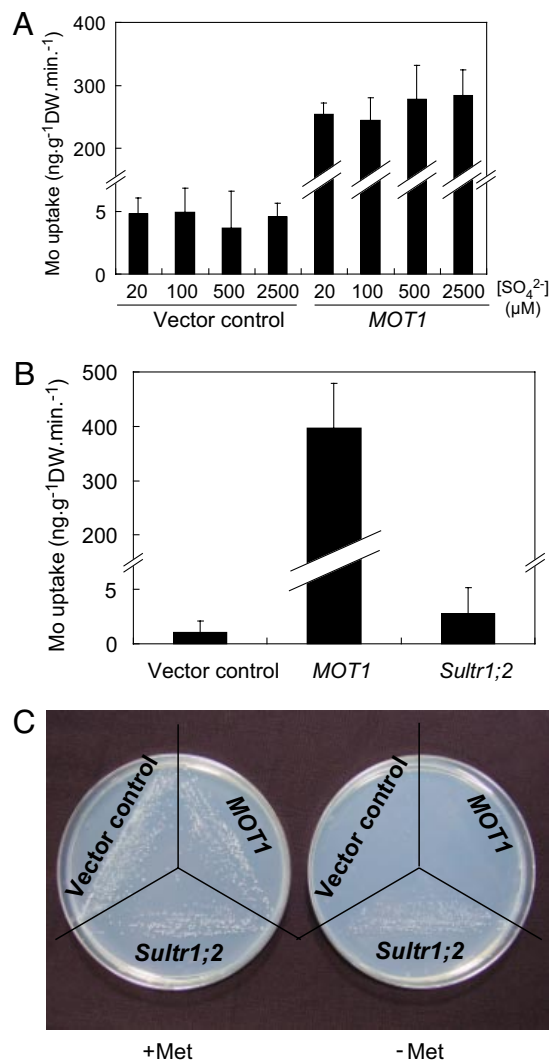 A
Mo uptake (ng.g⁻¹DW.min.⁻¹)
400
300
200
5
0
20 100 500 2500 20 100 500 2500 [SO₄²⁻]
(µM)
Vector control MOT1
B
Mo uptake (ng.g⁻¹DW.min.⁻¹)
500
400
300
200
5
0
Vector control MOT1 Sultr1;2
C
Vector control MOT1 Vector control MOT1
Sultr1;2 Sultr1;2
+Met - Met